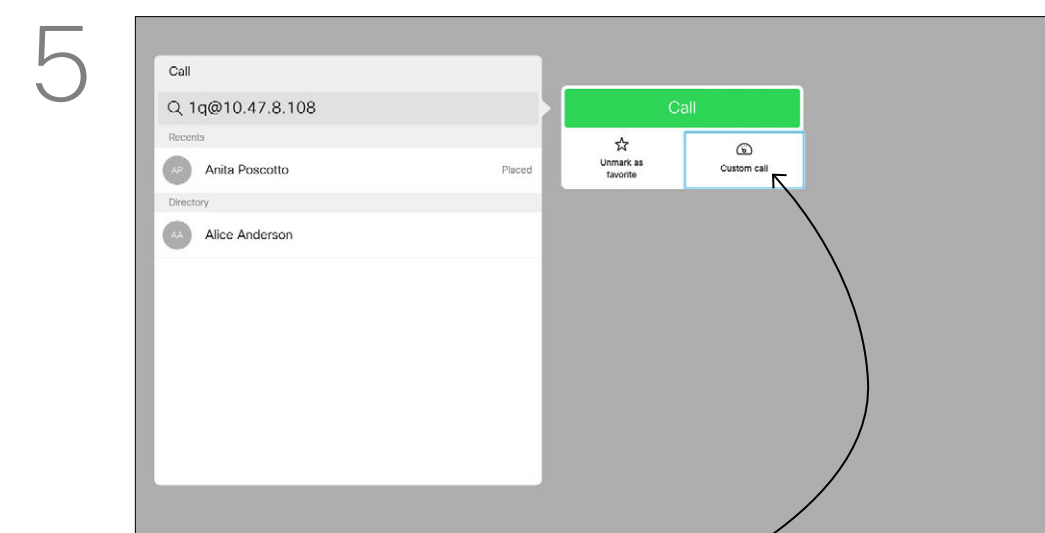 5
Call
1q@10.47.8.108
Recents
AP Anita Poscotto Placed
Directory
AA Alice Anderson
Call
Unmark as
favorite
Custom call